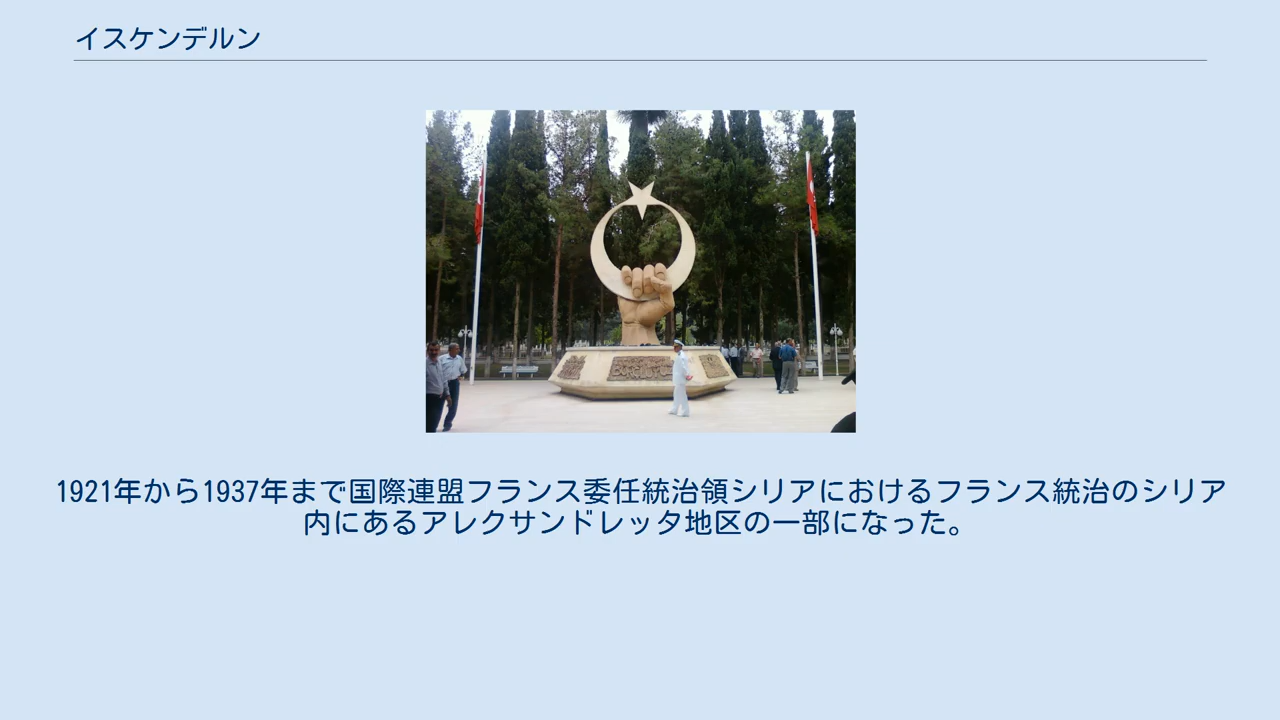 イスケンデルン
1921年から1937年まで国際連盟フランス委任統治領シリアにおけるフランス統治のシリア
内にあるアレクサンドレッタ地区の一部になった。